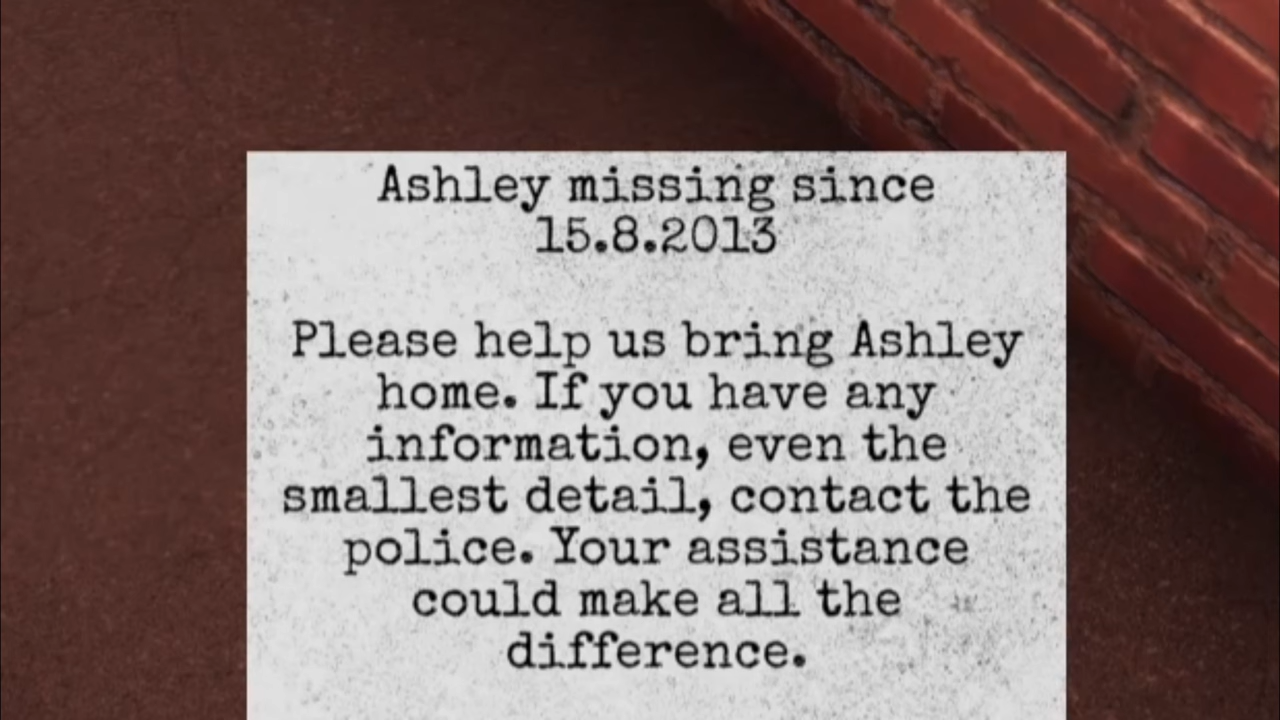 Ashley missing since
15.8.2013
Please help us bring Ashley
home. If you have any
information, even the
smallest detail, contact the
police. Your assistance
could make all the
difference.